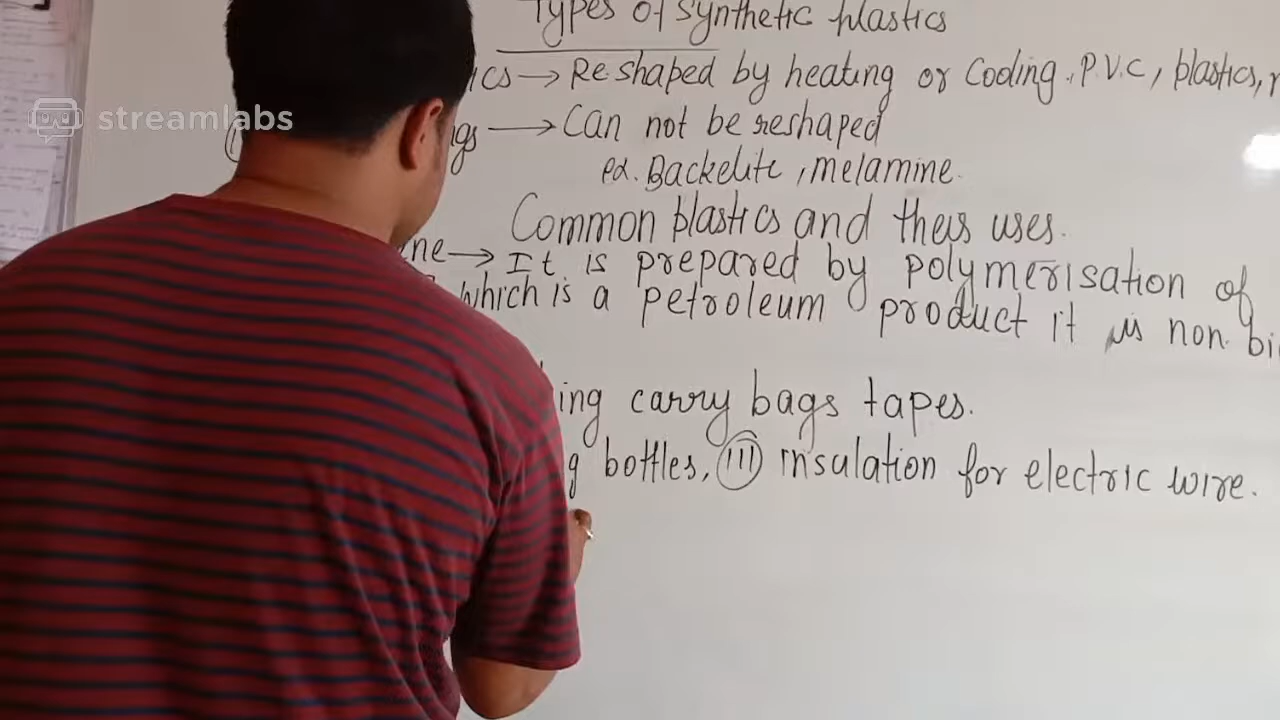 streamlabs
Types of synthetic plastics
ics → Reshaped by heating or Cooding. P.V.C, plastics,
gs → Can not be reshaped
ex. Backelite, melamine.
Common plastics and theis uses.
ne → It is prepared by polymerisation of
which is a petroleum product it is non bi
ing carry bags tapes.
g bottles, (iii) insulation for electric wire.